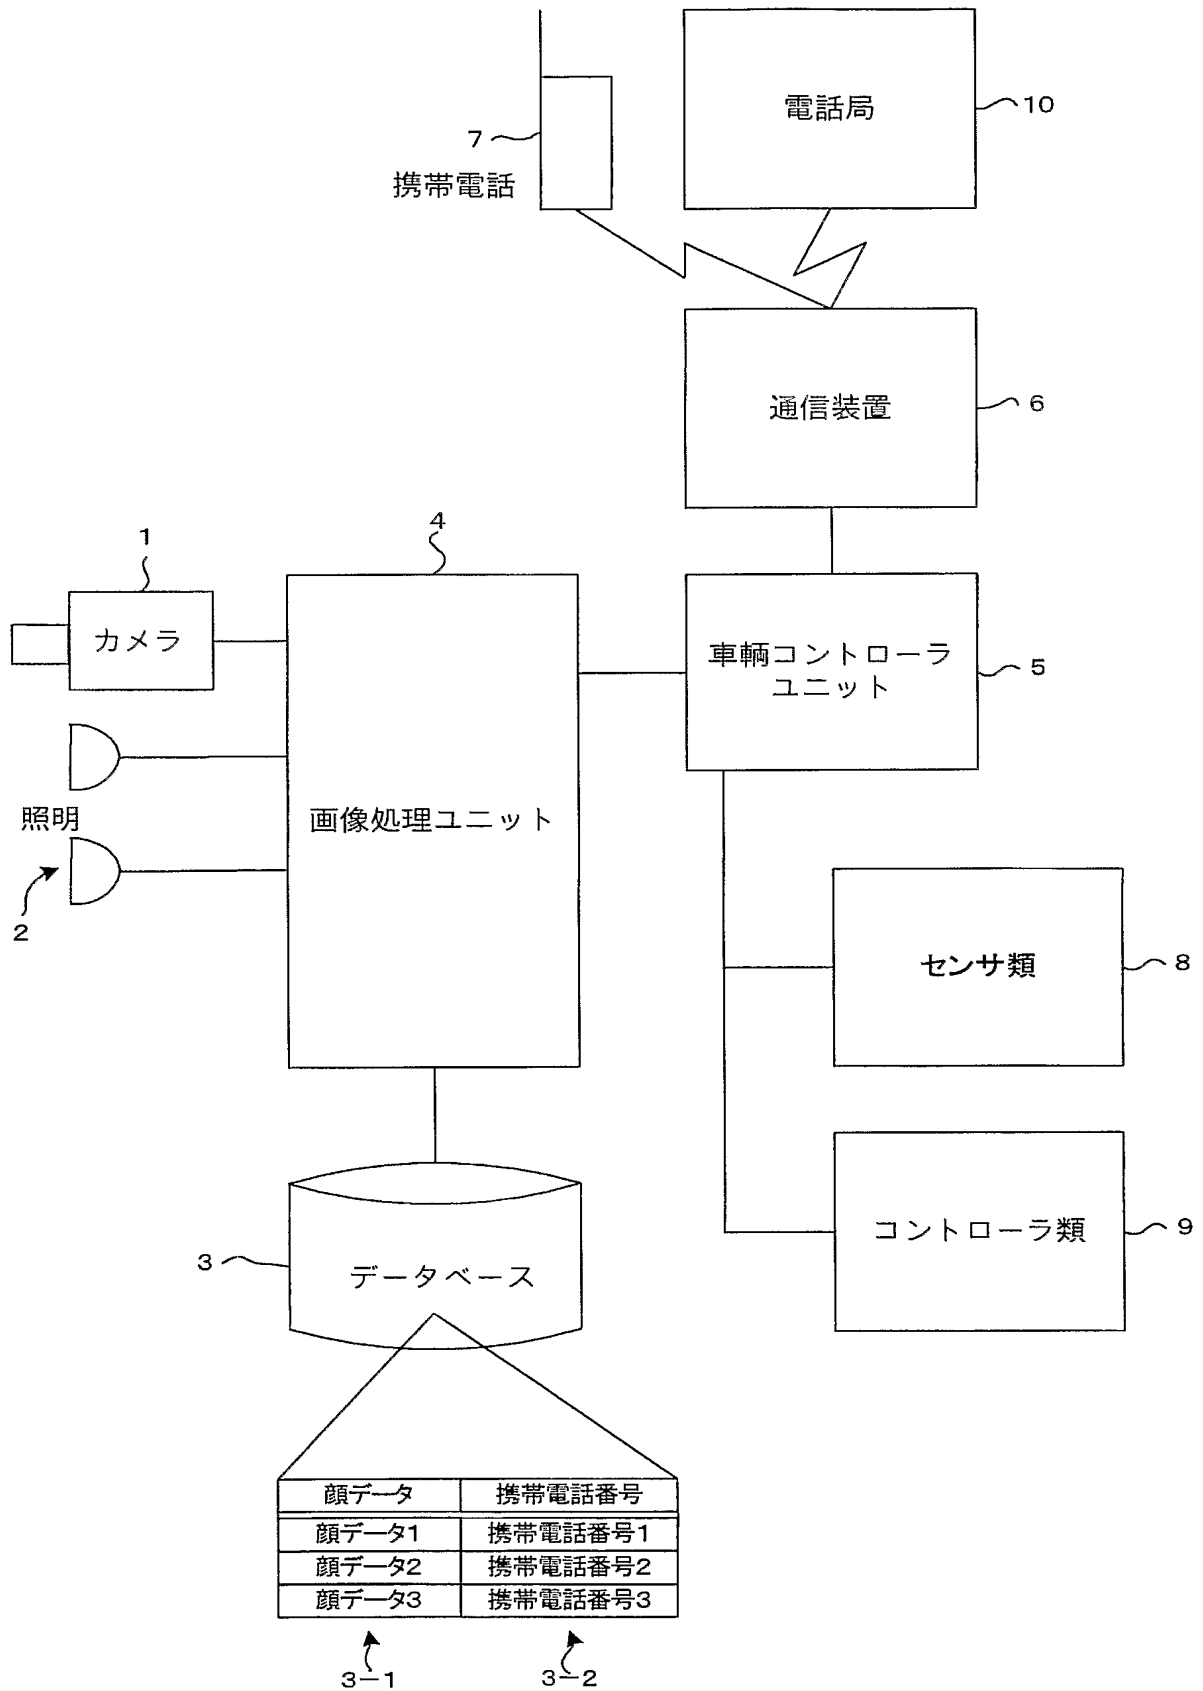 電話局
10
7
携帯電話
通信装置
6
4
1
カメラ
車輌コントローラ
ユニット
5
照明
画像処理ユニット
2
センサ類
8
コントローラ類
9
3
データベース
顔データ 携帯電話番号
顔データ1 携帯電話番号1
顔データ2 携帯電話番号2
顔データ3 携帯電話番号3
3-1
3-2